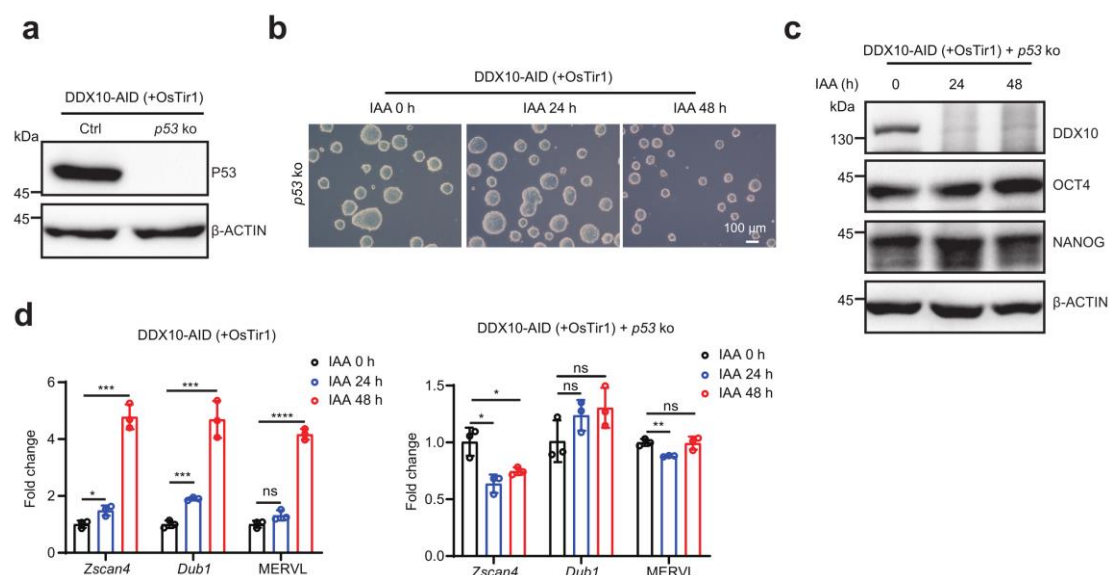 a
DDX10-AID (+OsTir1)
kDa
Ctrl
p53 ko
45
P53
45
β-ACTIN
b
DDX10-AID (+OsTir1)
IAA 0 h
IAA 24 h
IAA 48 h
p53 ko
100 μm
c
DDX10-AID (+OsTir1) + p53 ko
IAA (h)
0
24
48
kDa
130
DDX10
45
OCT4
45
NANOG
45
β-ACTIN
d
DDX10-AID (+OsTir1)
IAA 0 h
IAA 24 h
IAA 48 h
Fold change
6
4
2
0
*
***
***
***
ns
****
Zscan4
Dub1
MERVL
DDX10-AID (+OsTir1) + p53 ko
IAA 0 h
IAA 24 h
IAA 48 h
Fold change
1.5
1.0
0.5
0.0
*
*
ns
ns
**
ns
Zscan4
Dub1
MERVL